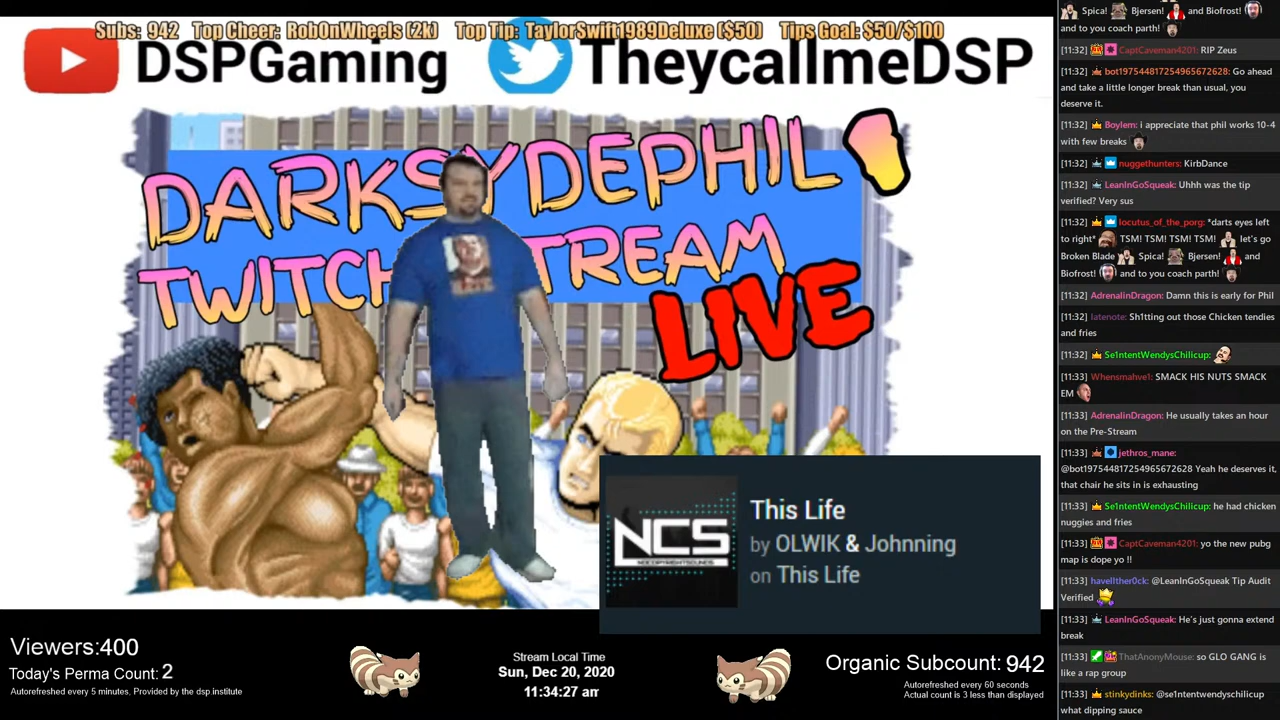 Subs: 942 Top Cheer: RobOnWheels (2k) Top Tip: TaylorSwift1989Deluxe ($50) Tips Goal: $50/$100
DSPGaming
TheycallmeDSP
DARKSYDEPHIL
TWITCH STREAM
LIVE
NCS
This Life
by OLWIK & Johnning
on This Life
Viewers:400
Today's Perma Count: 2
Autorefreshed every 5 minutes, Provided by the dsp institute
Stream Local Time
Sun, Dec 20, 2020
11:34:27 am
Organic Subcount: 942
Autorefreshed every 60 seconds
Actual count is 3 less than displayed
Spica! Bjersen! and Biofrost!
and to you coach parth!
[11:32] CaptCaveman4201: RIP Zeus
[11:32] bot197544817254965672628: Go ahead
and take a little longer break than usual, you
deserve it.
[11:32] Boylem: i appreciate that phil works 10-4
with few breaks
[11:32] nuggethunters: KirbDance
[11:32] LeanInGoSqueak: Uhhh was the tip
verified? Very sus
[11:32] locutus_of_the_porg: *darts eyes left
to right* TSM! TSM! TSM! TSM! let's go
Broken Blade Spica! Bjersen! and
Biofrost! and to you coach parth!
[11:32] AdrenalinDragon: Damn this is early for Phil
[11:32] latenote: Sh1tting out those Chicken tendies
and fries
[11:32] Se1ntentWendysChilicup:
[11:33] Whensmahve1: SMACK HIS NUTS SMACK
EM
[11:33] AdrenalinDragon: He usually takes an hour
on the Pre-Stream
[11:33] jethros_mane:
@bot197544817254965672628 Yeah he deserves it,
that chair he sits in is exhausting
[11:33] Se1ntentWendysChilicup: he had chicken
nuggies and fries
[11:33] CaptCaveman4201: yo the new pubg
map is dope yo !!
[11:33] havelIther0ck: @LeanInGoSqueak Tip Audit
Verified
[11:33] LeanInGoSqueak: He's just gonna extend
break
[11:33] ThatAnonyMouse: so GLO GANG is
like a rap group
[11:33] stinkydinks: @se1ntentwendyschilicup
what dipping sauce